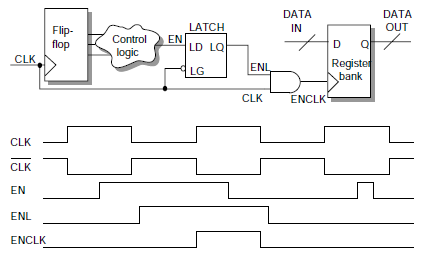 Flip-
flop
CLK
Control
logic
EN
LATCH
LD LQ
LG
ENL
CLK
ENCLK
DATA
IN
DATA
OUT
D Q
Register
bank
CLK
CLK
EN
ENL
ENCLK